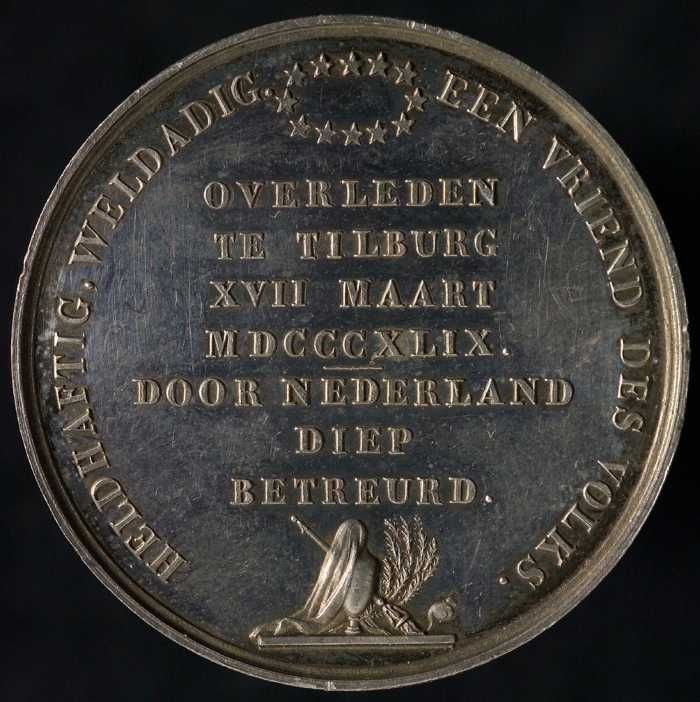 HELDHAFTIG. WELDADIG. EEN VRIEND DES VOLKS.
OVERLEDEN
TE TILBURG
XVII MAART
MDCCCXLIX.
DOOR NEDERLAND
DIEP
BETREURD.